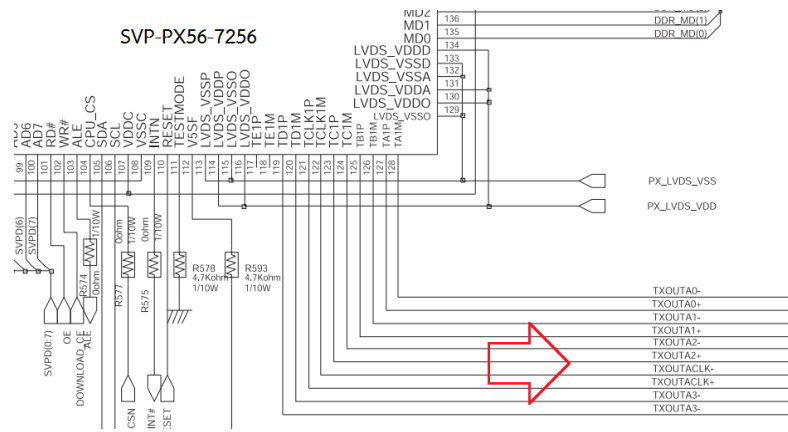 SVP-PX56-7256
MD2
MD1
MD0
LVDS_VDDD
LVDS_VSSD
LVDS_VSSA
LVDS_VDDA
LVDS_VDDO
LVDS_VSSO
136
135
134
133
132
131
130
129
DDR_MD(1)
DDR_MD(0)
AD6
AD7
RD#
WR#
ALE
CPU_CS
SDA
SCL
VDDC
VSSC
INTN
RESET
TESTMODE
V5SF
LVDS_VSSP
LVDS_VDDP
LVDS_VSSO
LVDS_VDDO
TE1P
TE1M
TD1P
TD1M
TCLK1P
TCLK1M
TC1P
TC1M
TB1P
TB1M
TA1P
TA1M
99
100
101
102
103
104
105
106
107
108
109
110
111
112
113
114
115
116
117
118
119
120
121
122
123
124
125
126
127
128
PX_LVDS_VSS
PX_LVDS_VDD
SVPD(6)
SVPD(7)
R574
0ohm
1/10W
R577
0ohm
1/10W
R575
0ohm
1/10W
R578
4.7Kohm
1/10W
R593
4.7Kohm
1/10W
SVPD(0:7)
OE
DOWNLOAD_CE
ALE
CSN
INT#
TXOUTA0-
TXOUTA0+
TXOUTA1-
TXOUTA1+
TXOUTA2-
TXOUTA2+
TXOUTACLK-
TXOUTACLK+
TXOUTA3-
TXOUTA3-